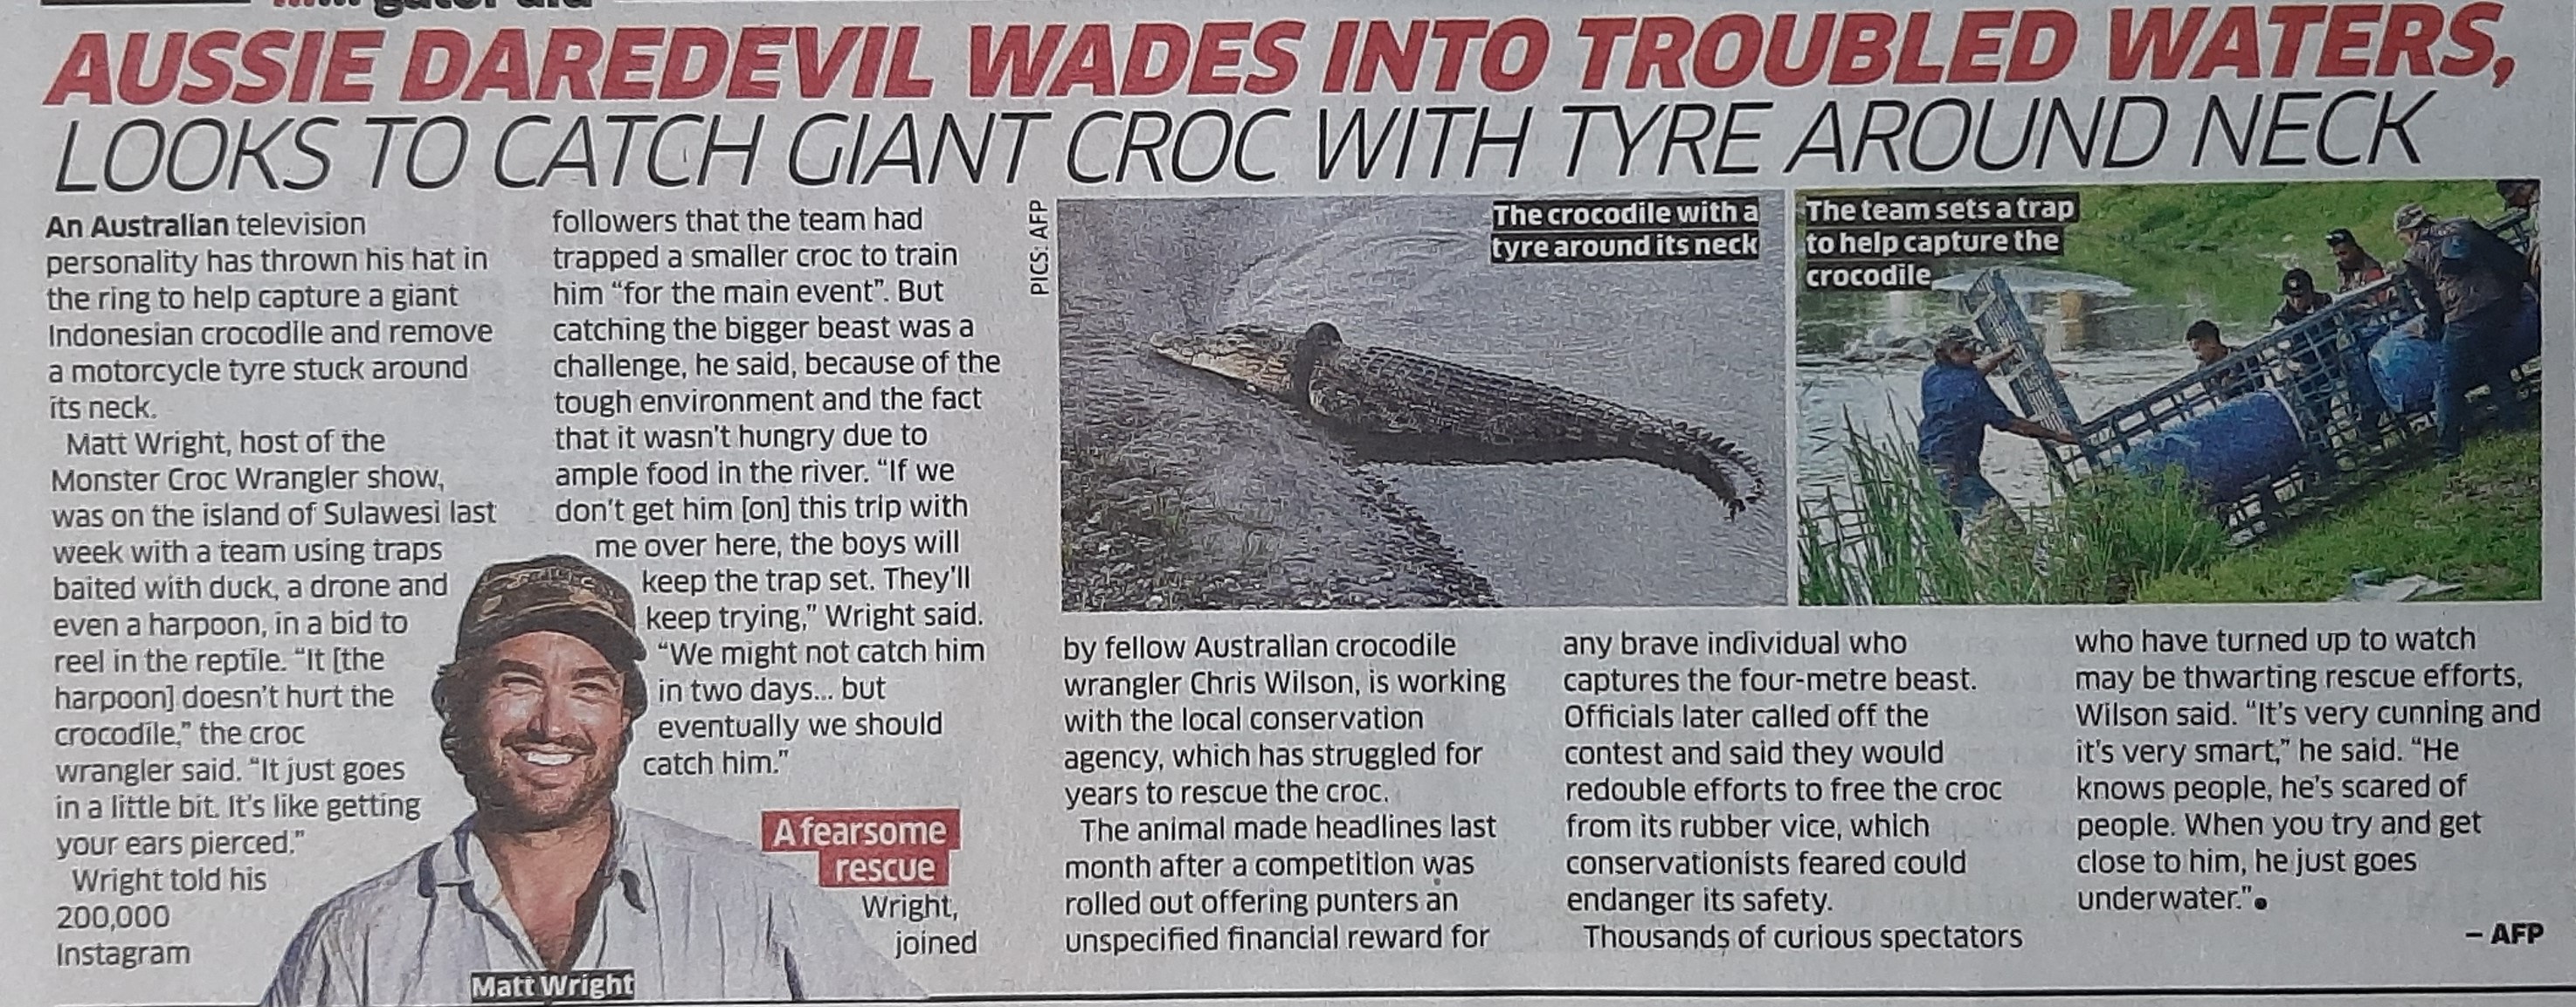 AUSSIE DAREDEVIL WADES INTO TROUBLED WATERS,
LOOKS TO CATCH GIANT CROC WITH TYRE AROUND NECK
An Australian television
personality has thrown his hat in
the ring to help capture a giant
Indonesian crocodile and remove
a motorcycle tyre stuck around
its neck.
Matt Wright, host of the
Monster Croc Wrangler show,
was on the island of Sulawesi last
week with a team using traps
baited with duck, a drone and
even a harpoon, in a bid to
reel in the reptile. “It [the
harpoon] doesn't hurt the
crocodile,” the croc
wrangler said. “It just goes
in a little bit. It's like getting
your ears pierced.”
Wright told his
200,000
Instagram
followers that the team had
trapped a smaller croc to train
him “for the main event”. But
catching the bigger beast was a
challenge, he said, because of the
tough environment and the fact
that it wasn't hungry due to
ample food in the river. “If we
don't get him [on] this trip with
me over here, the boys will
keep the trap set. They'll
keep trying,” Wright said.
“We might not catch him
in two days... but
eventually we should
catch him.”
A fearsome
rescue
Wright,
joined
Matt Wright
PICS: AFP
The crocodile with a
tyre around its neck
The team sets a trap
to help capture the
crocodile
by fellow Australian crocodile
wrangler Chris Wilson, is working
with the local conservation
agency, which has struggled for
years to rescue the croc.
The animal made headlines last
month after a competition was
rolled out offering punters an
unspecified financial reward for
any brave individual who
captures the four-metre beast.
Officials later called off the
contest and said they would
redouble efforts to free the croc
from its rubber vice, which
conservationists feared could
endanger its safety.
Thousands of curious spectators
who have turned up to watch
may be thwarting rescue efforts,
Wilson said. “It's very cunning and
it's very smart,” he said. “He
knows people, he's scared of
people. When you try and get
close to him, he just goes
underwater.”●
– AFP